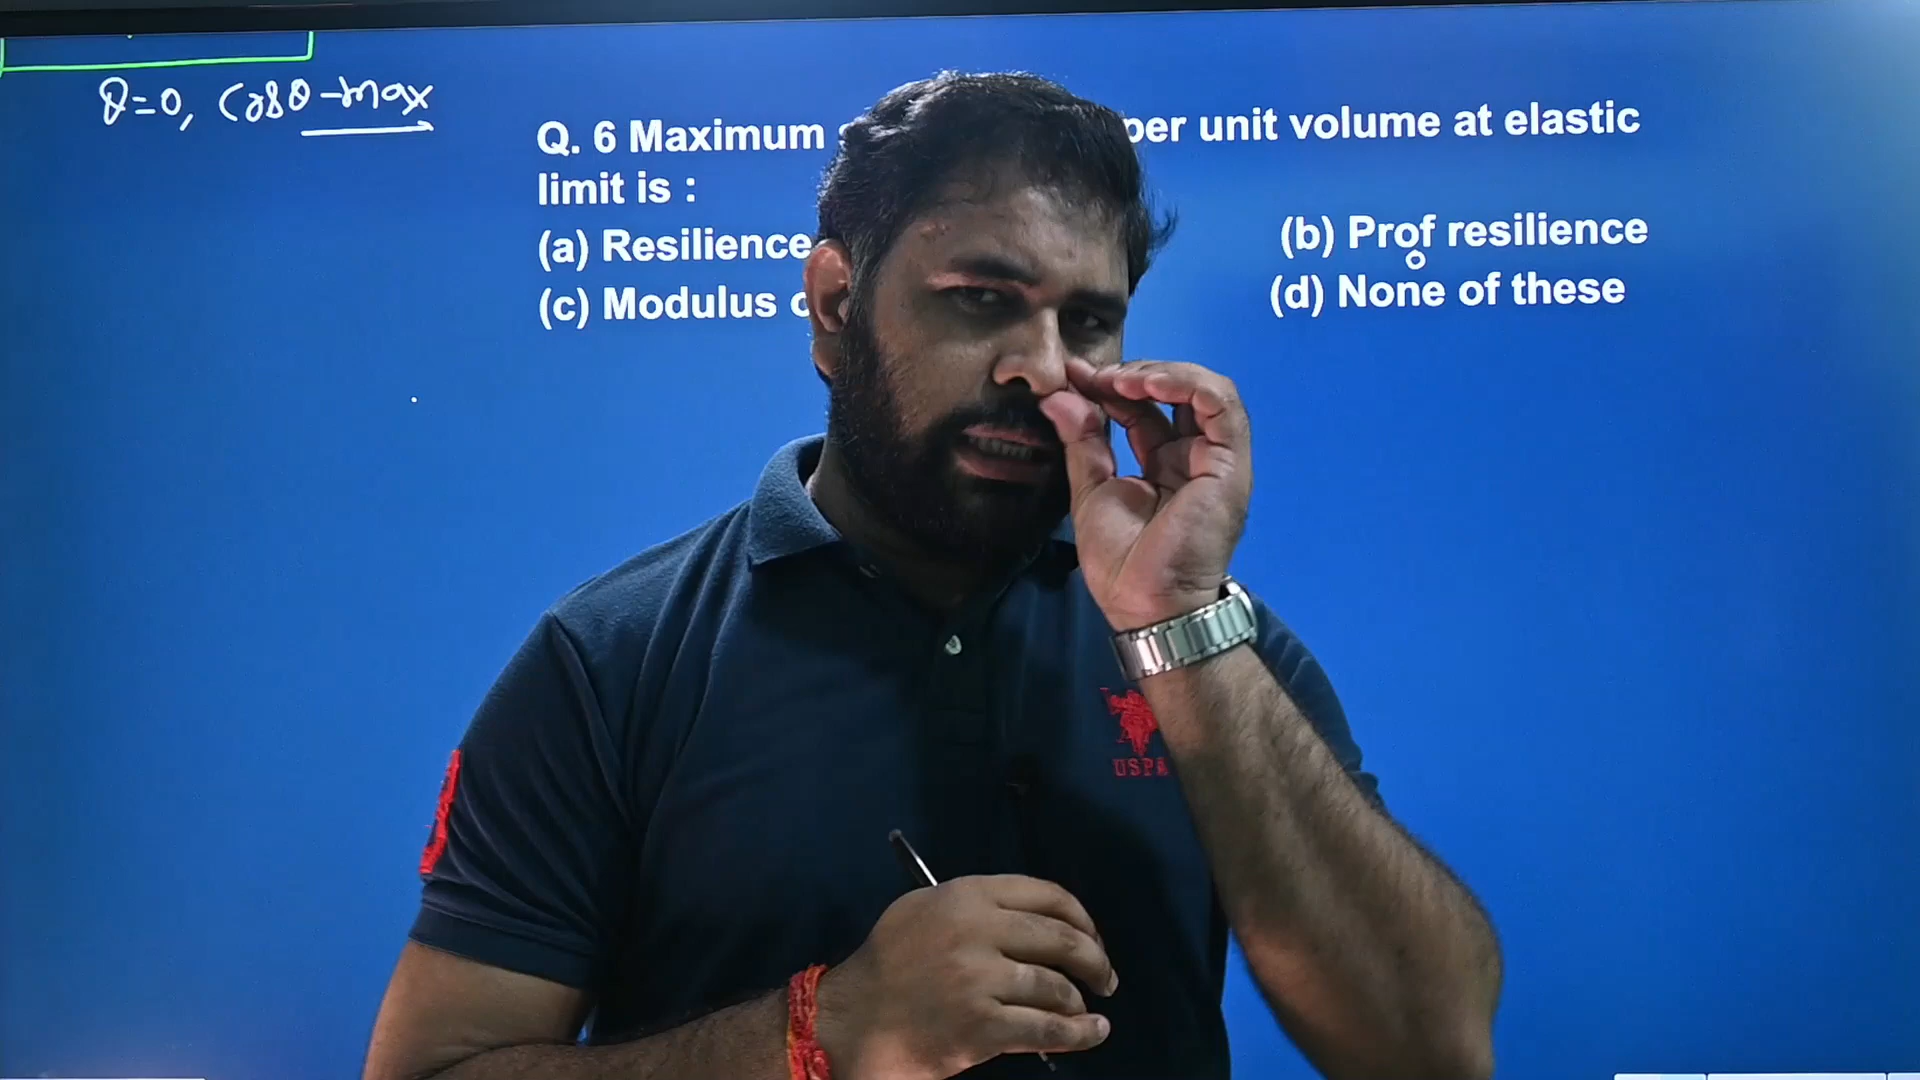 θ=0, Cosθ-max
Q. 6 Maximum per unit volume at elastic
limit is :
(a) Resilience
(b) Prof resilience
(c) Modulus
(d) None of these
USPA